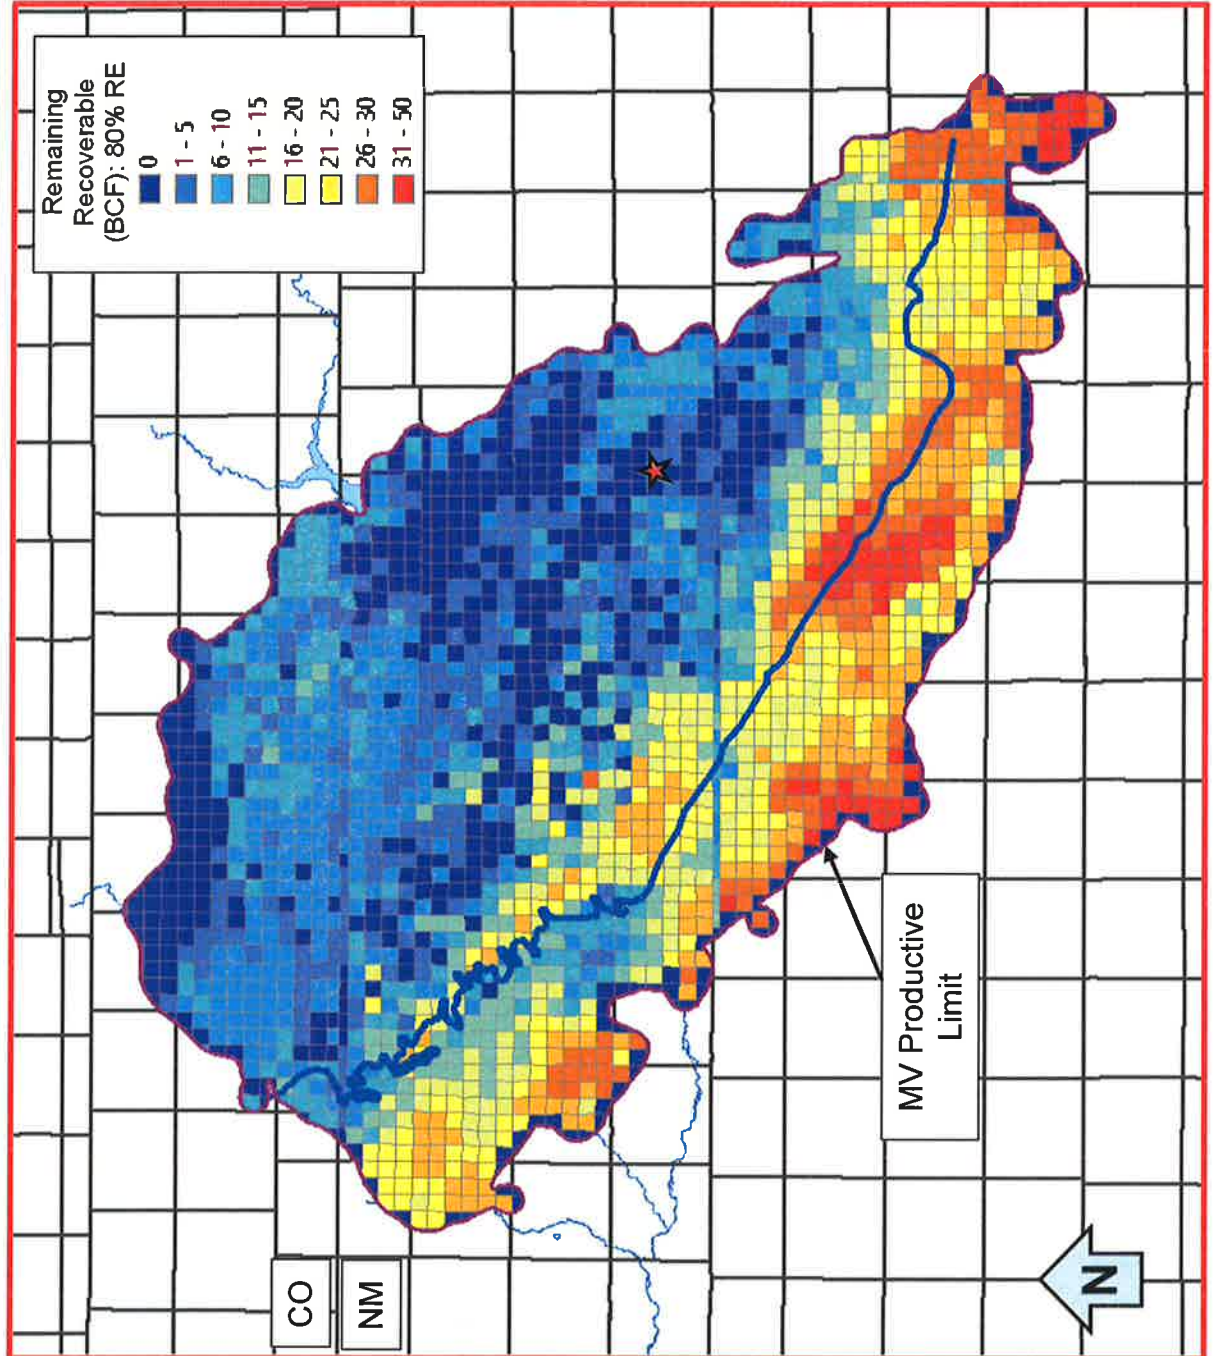 Remaining
Recoverable
(BCF): 80% RE
0
1 - 5
6 - 10
11 - 15
16 - 20
21 - 25
26 - 30
31 - 50
CO
NM
MV Productive
Limit
N